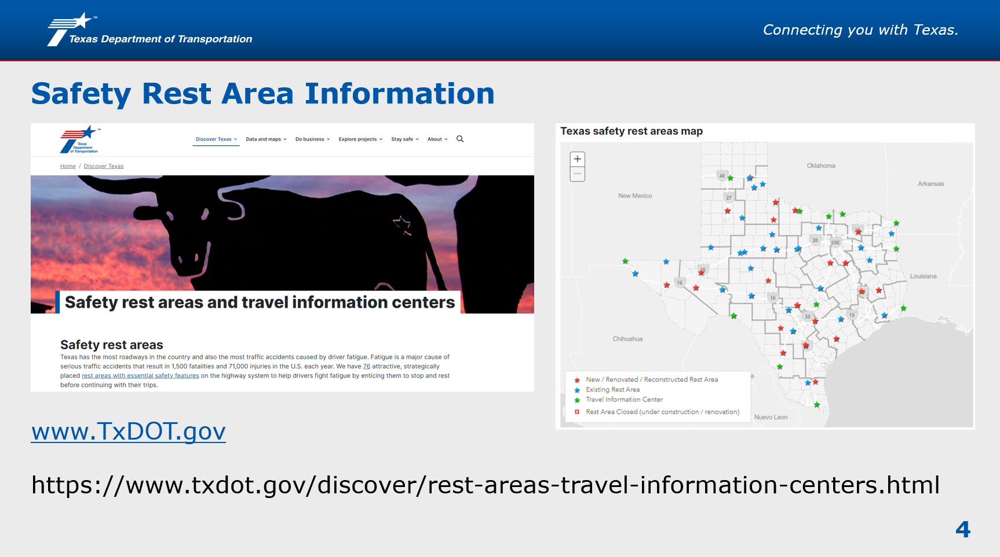 Texas Department of Transportation
Connecting you with Texas.
Safety Rest Area Information
Texas
Department
of Transportation
Discover Texas
Data and maps
Do business
Explore projects
Stay safe
About
Home / Discover Texas
Safety rest areas and travel information centers
Safety rest areas
Texas has the most roadways in the country and also the most traffic accidents caused by driver fatigue. Fatigue is a major cause of
serious traffic accidents that result in 1,500 fatalities and 71,000 injuries in the U.S. each year. We have 76 attractive, strategically
placed rest areas with essential safety features on the highway system to help drivers fight fatigue by enticing them to stop and rest
before continuing with their trips.
Texas safety rest areas map
+
−
Oklahoma
Arkansas
New Mexico
Louisiana
Chihuahua
Nuevo Leon
40
27
20
35E
20
10
10
35
10
New / Renovated / Reconstructed Rest Area
Existing Rest Area
Travel Information Center
Rest Area Closed (under construction / renovation)
www.TxDOT.gov
https://www.txdot.gov/discover/rest-areas-travel-information-centers.html
4